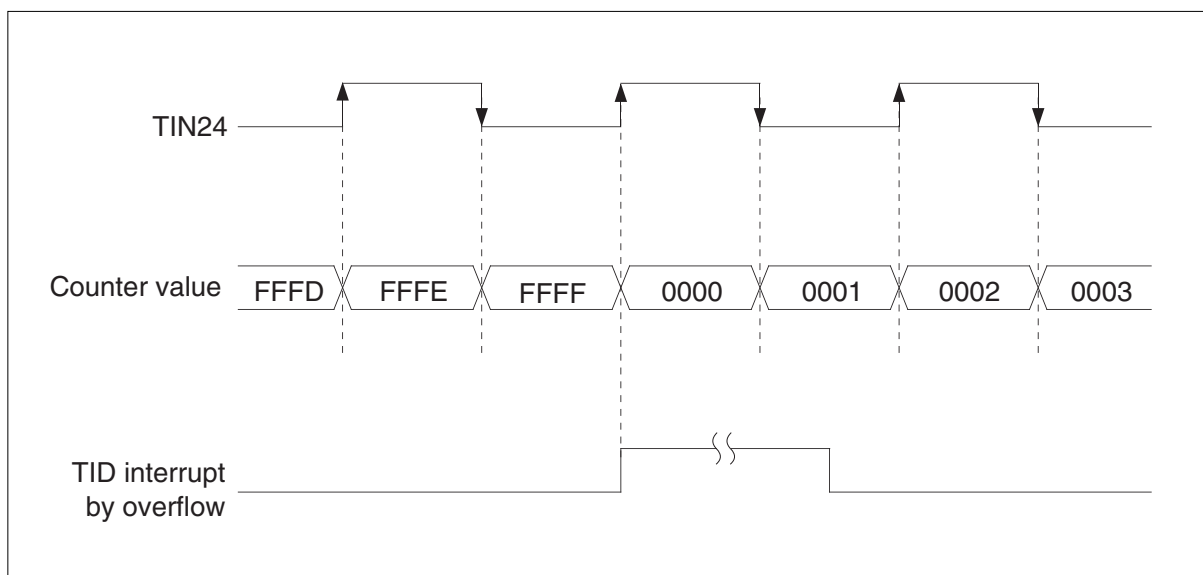 TIN24
Counter value FFFD FFFE FFFF 0000 0001 0002 0003
TID interrupt
by overflow